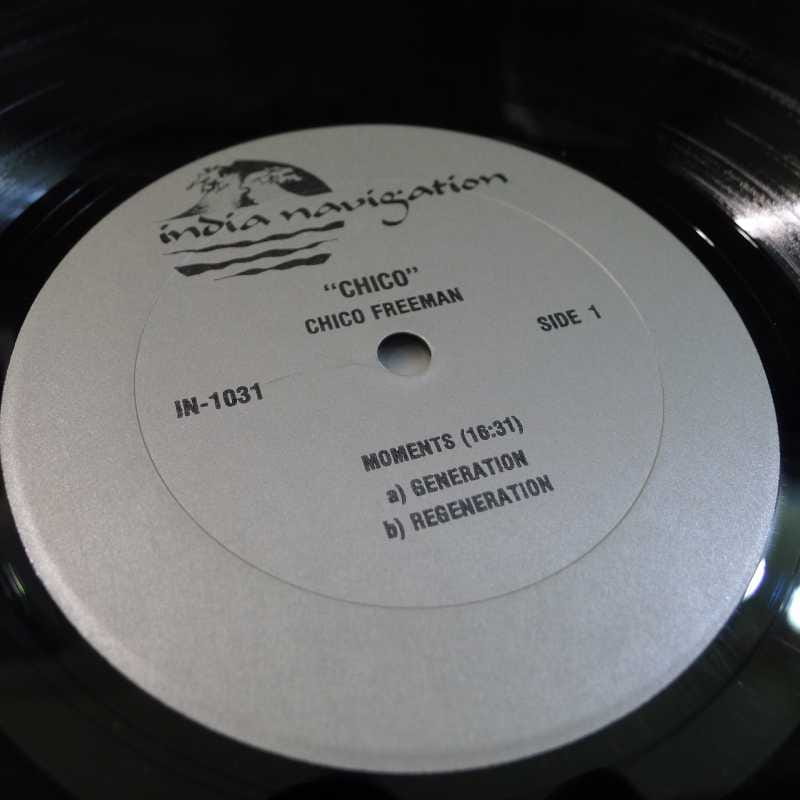 india navigation
"CHICO"
CHICO FREEMAN
SIDE 1
IN-1031
MOMENTS (16:31)
a) GENERATION
b) REGENERATION